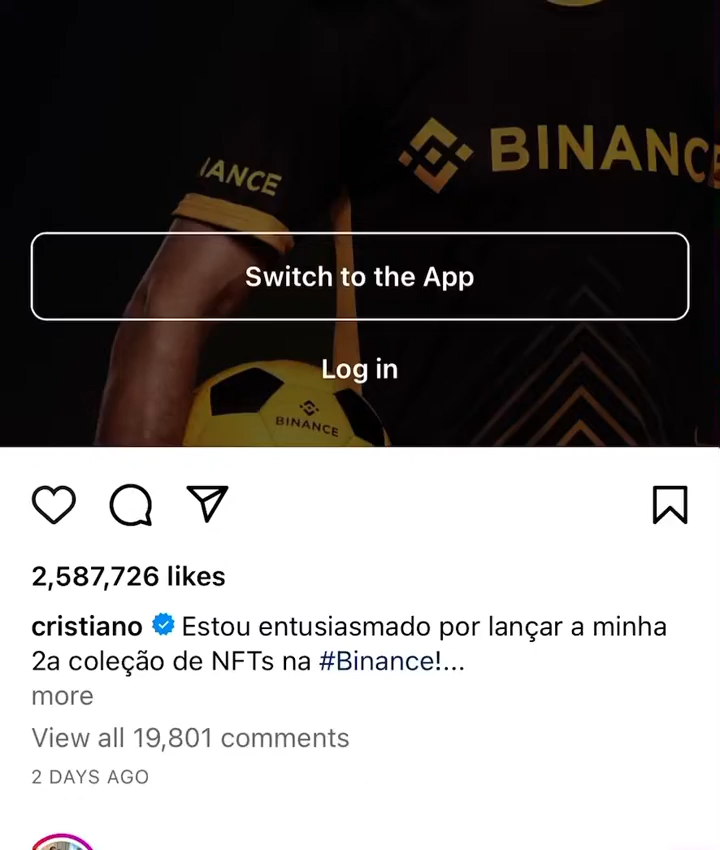 IANCE
BINANC
Switch to the App
Log in
BINANCE
2,587,726 likes
cristiano Estou entusiasmado por lançar a minha
2a coleção de NFTs na #Binance!...
more
View all 19,801 comments
2 DAYS AGO